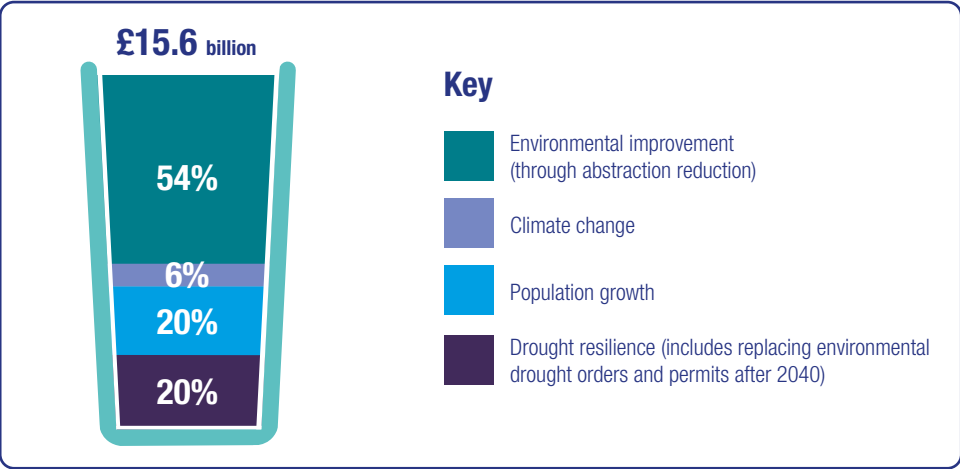 £15.6 billion
54%
6%
20%
20%
Key
Environmental improvement
(through abstraction reduction)
Climate change
Population growth
Drought resilience (includes replacing environmental
drought orders and permits after 2040)